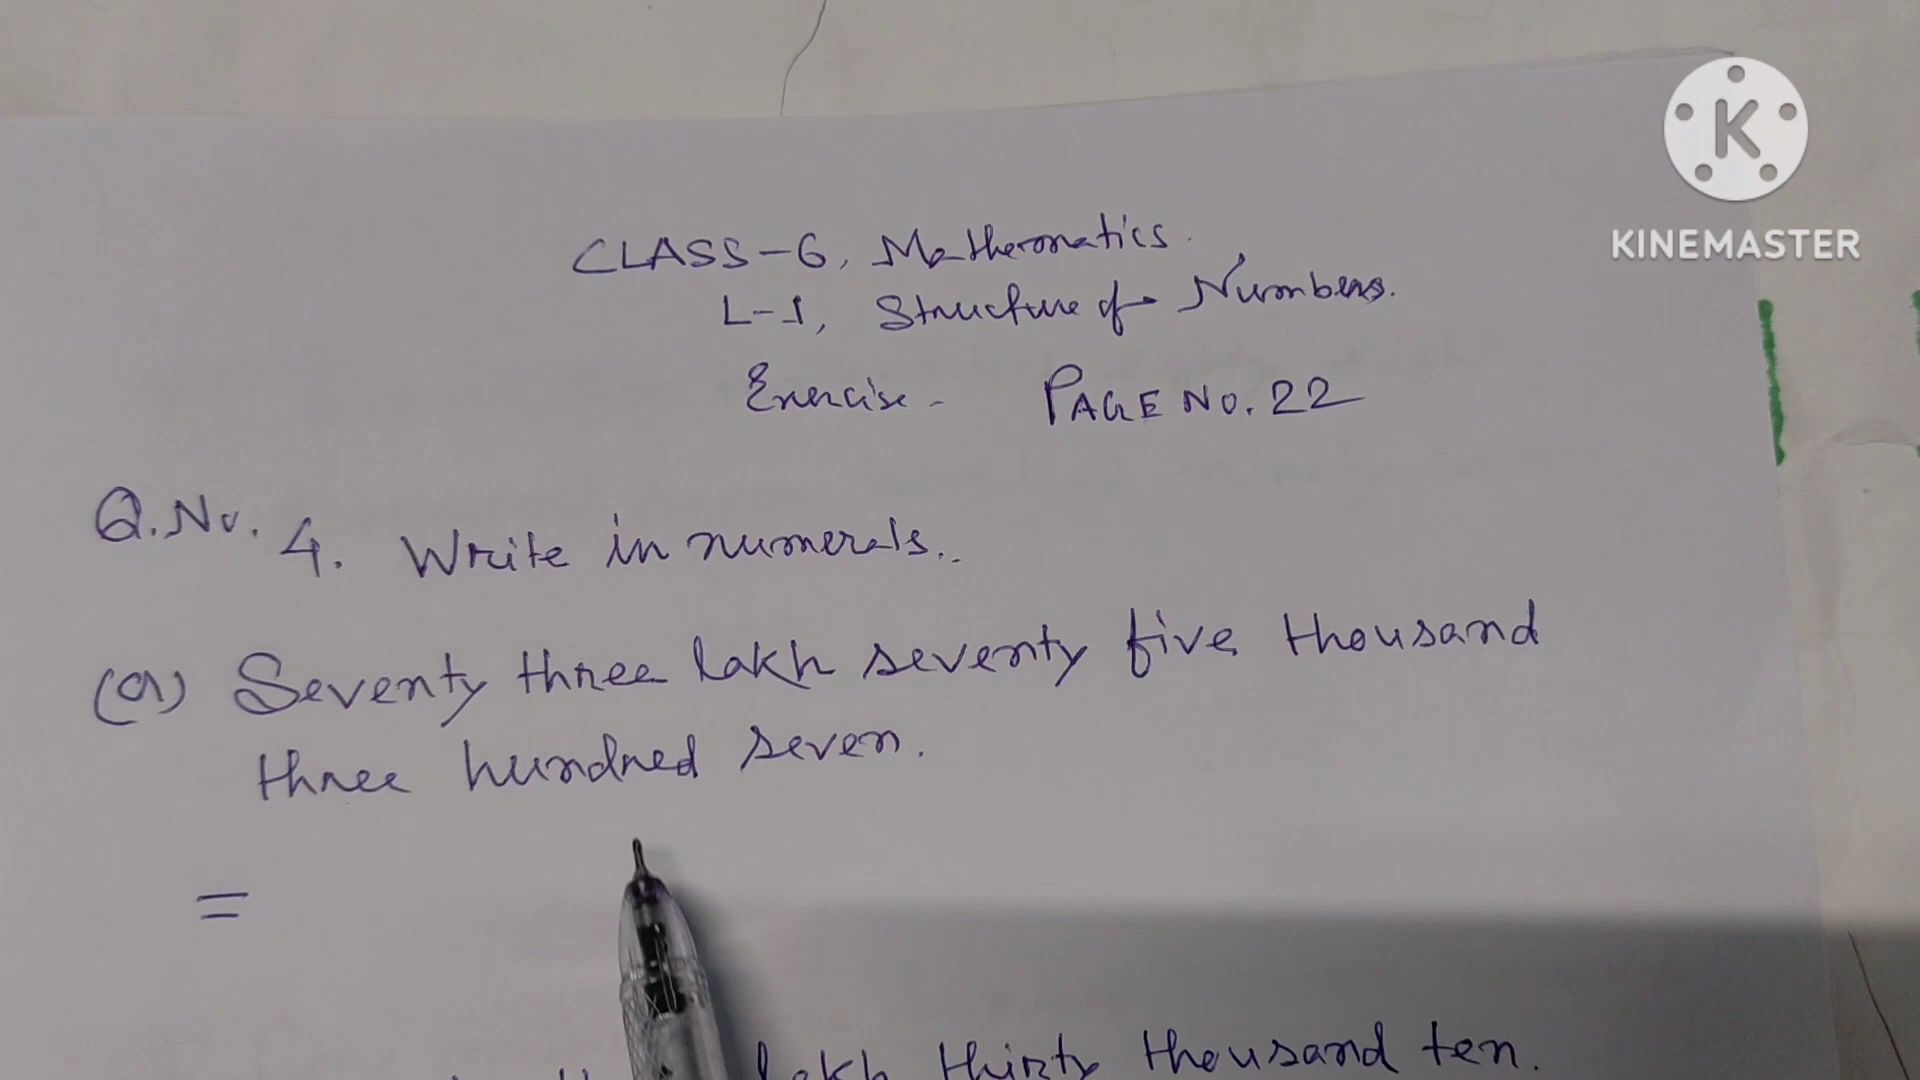 K
KINEMASTER
CLASS-6, Mathematics.
L-1, Structure of Numbers.
Exercise - PAGE NO. 22
Q.No. 4. Write in numerals..
(a) Seventy three lakh seventy five thousand
three hundred seven.
=
lakh thirty thousand ten.